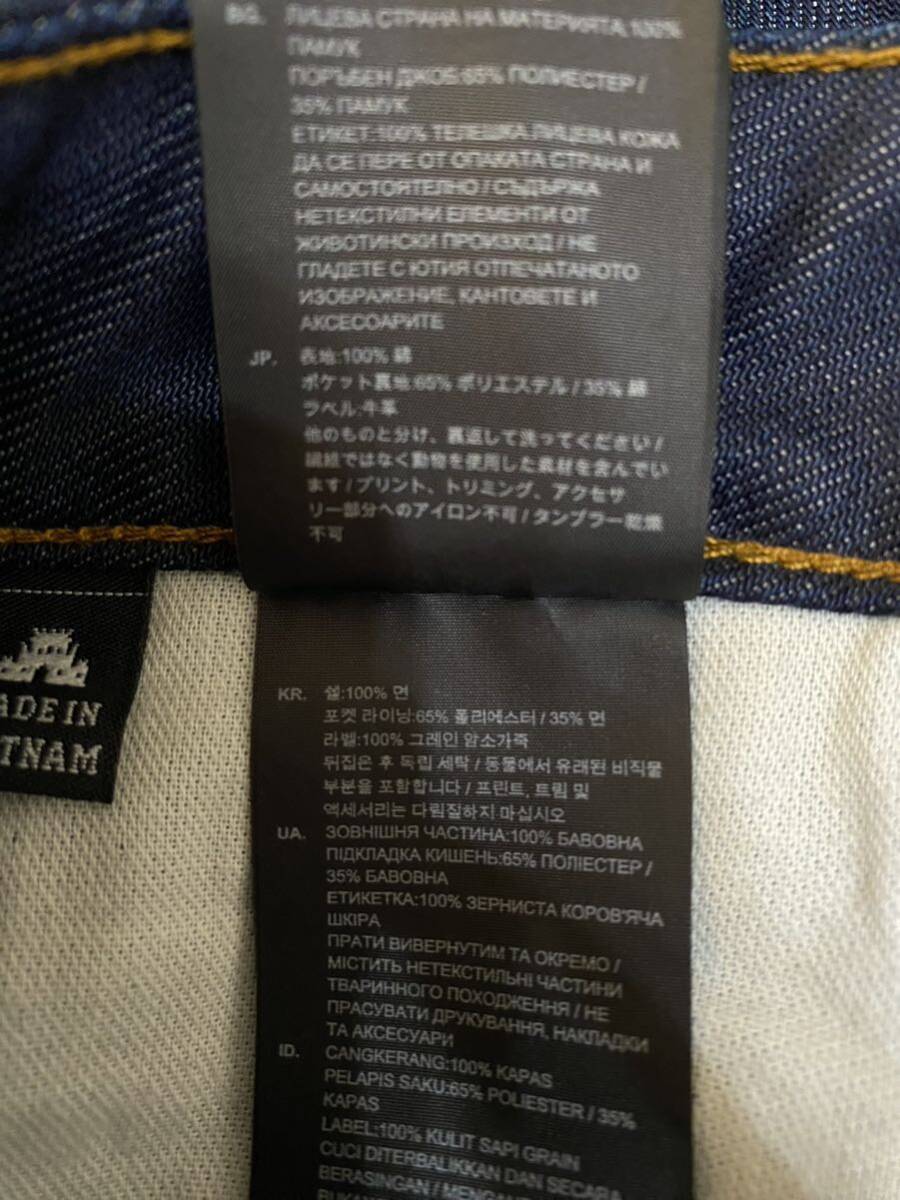 BG. ЛИЦЕВА СТРАНА НА МАТЕРИЯТА:100%
ПАМУК
ПОРЪБЕН ДЖОБ:65% ПОЛИЕСТЕР /
35% ПАМУК
ЕТИКЕТ:100% ТЕЛЕШКА ЛИЦЕВА КОЖА
ДА СЕ ПЕРЕ ОТ ОПАКАТА СТРАНА И
САМОСТОЯТЕЛНО / СЪДЪРЖА
НЕТЕКСТИЛНИ ЕЛЕМЕНТИ ОТ
ЖИВОТИНСКИ ПРОИЗХОД / НЕ
ГЛАДЕТЕ С ЮТИЯ ОТПЕЧАТАНОТО
ИЗОБРАЖЕНИЕ, КАНТОВЕТЕ И
АКСЕСОАРИТЕ
JP. 表地:100% 綿
ポケット裏地:65% ポリエステル / 35% 綿
ラベル:牛革
他のものと分け、裏返して洗ってください /
繊維ではなく動物を使用した素材を含んでい
ます / プリント、トリミング、アクセサ
リー部分へのアイロン不可 / タンブラー乾燥
不可
ADE IN
TNAM
KR. 쉘:100% 면
포켓 라이닝:65% 폴리에스터 / 35% 면
라벨:100% 그레인 암소가죽
뒤집은 후 독립 세탁 / 동물에서 유래된 비직물
부분을 포함합니다 / 프린트, 트림 및
액세서리는 다림질하지 마십시오
UA. ЗОВНІШНЯ ЧАСТИНА:100% БАВОВНА
ПІДКЛАДКА КИШЕНЬ:65% ПОЛІЕСТЕР /
35% БАВОВНА
ЕТИКЕТКА:100% ЗЕРНИСТА КОРОВ'ЯЧА
ШКІРА
ПРАТИ ВИВЕРНУТИМ ТА ОКРЕМО /
МІСТИТЬ НЕТЕКСТИЛЬНІ ЧАСТИНИ
ТВАРИННОГО ПОХОДЖЕННЯ / НЕ
ПРАСУВАТИ ДРУКУВАННЯ, НАКЛАДКИ
ТА АКСЕСУАРИ
ID. CANGKERANG:100% KAPAS
PELAPIS SAKU:65% POLIESTER / 35%
KAPAS
LABEL:100% KULIT SAPI GRAIN
CUCI DITERBALIKKAN DAN SECARA
BERASINGAN /